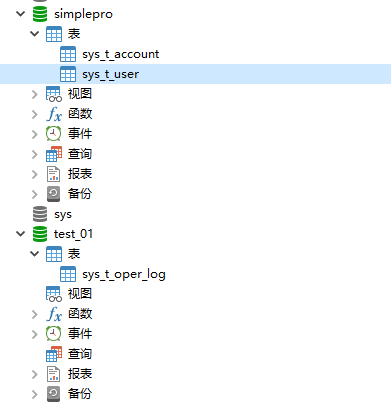 simplepro
表
sys_t_account
sys_t_user
视图
函数
事件
查询
报表
备份
sys
test_01
表
sys_t_oper_log
视图
函数
事件
查询
报表
备份